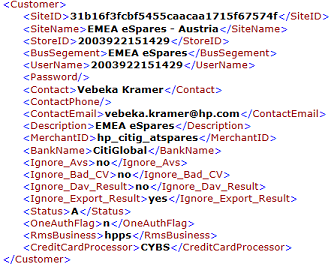 <Customer>
<SiteID>31b16f3fcbf5455caacaa1715f67574f</SiteID>
<SiteName>EMEA eSpares - Austria</SiteName>
<StoreID>2003922151429</StoreID>
<BusSegement>EMEA eSpares</BusSegement>
<UserName>2003922151429</UserName>
<Password/>
<Contact>Vebeka Kramer</Contact>
<ContactPhone/>
<ContactEmail>vebeka.kramer@hp.com</ContactEmail>
<Description>EMEA eSpares</Description>
<MerchantID>hp_citig_atspares</MerchantID>
<BankName>CitiGlobal</BankName>
<Ignore_Avs>no</Ignore_Avs>
<Ignore_Bad_CV>no</Ignore_Bad_CV>
<Ignore_Dav_Result>no</Ignore_Dav_Result>
<Ignore_Export_Result>yes</Ignore_Export_Result>
<Status>A</Status>
<OneAuthFlag>n</OneAuthFlag>
<RmsBusiness>hpps</RmsBusiness>
<CreditCardProcessor>CYBS</CreditCardProcessor>
</Customer>